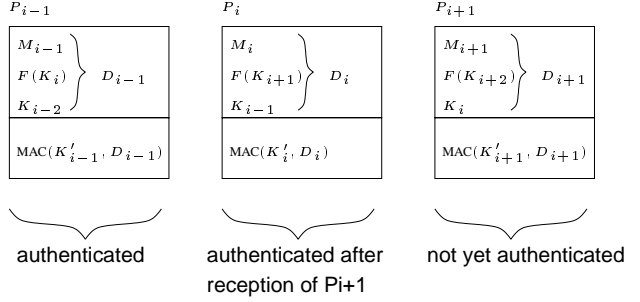 P_{i-1} P_i P_{i+1}
M_{i-1} M_i M_{i+1}
F(K_i) D_{i-1} F(K_{i+1}) D_i F(K_{i+2}) D_{i+1}
K_{i-2} K_{i-1} K_i
MAC(K'_{i-1}, D_{i-1}) MAC(K'_i, D_i) MAC(K'_{i+1}, D_{i+1})
authenticated authenticated after not yet authenticated
reception of Pi+1